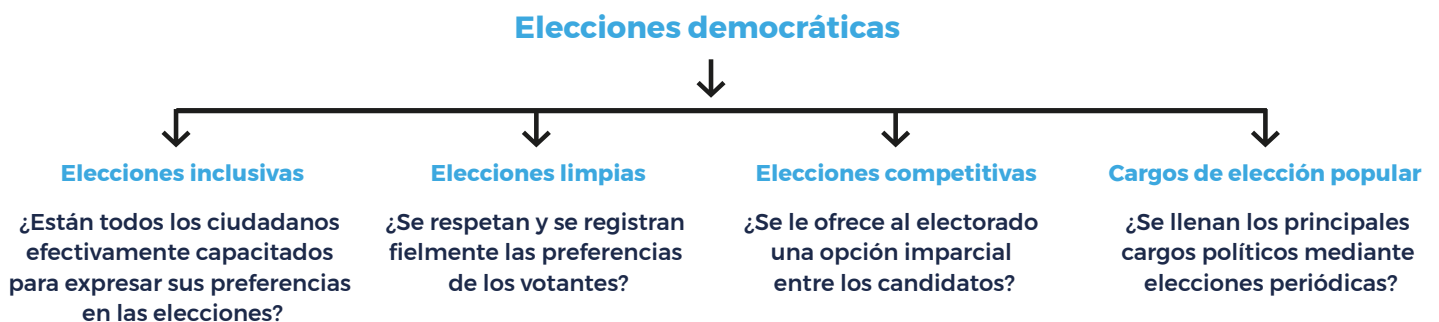 Elecciones democráticas
Elecciones inclusivas
¿Están todos los ciudadanos
efectivamente capacitados
para expresar sus preferencias
en las elecciones?
Elecciones limpias
¿Se respetan y se registran
fielmente las preferencias
de los votantes?
Elecciones competitivas
¿Se le ofrece al electorado
una opción imparcial
entre los candidatos?
Cargos de elección popular
¿Se llenan los principales
cargos políticos mediante
elecciones periódicas?